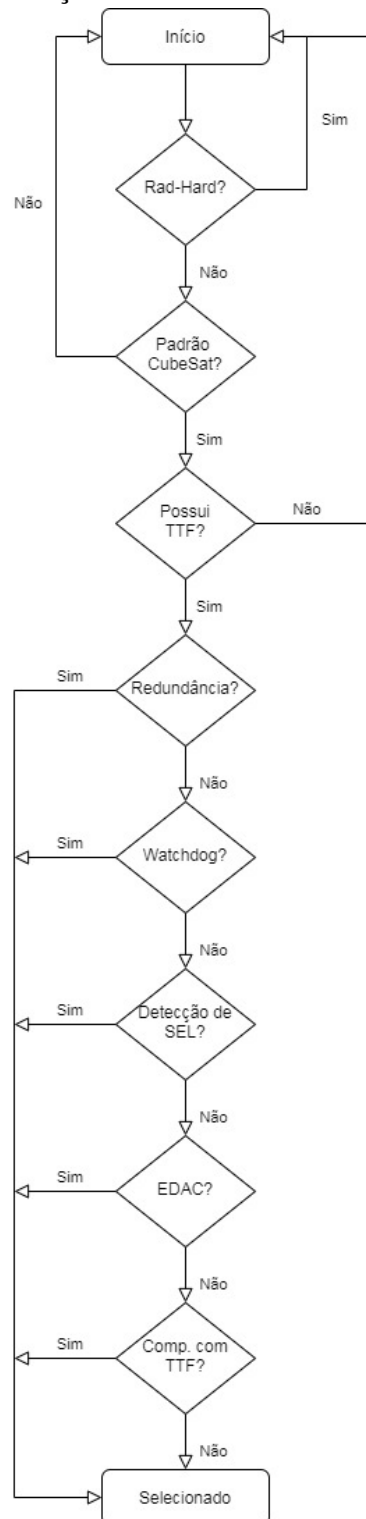 Início
Sim
Rad-Hard?
Não
Não
Padrão
CubeSat?
Sim
Possui
TTF?
Não
Sim
Sim
Redundância?
Não
Sim
Watchdog?
Não
Sim
Detecção de
SEL?
Não
Sim
EDAC?
Não
Sim
Comp. com
TTF?
Não
Selecionado